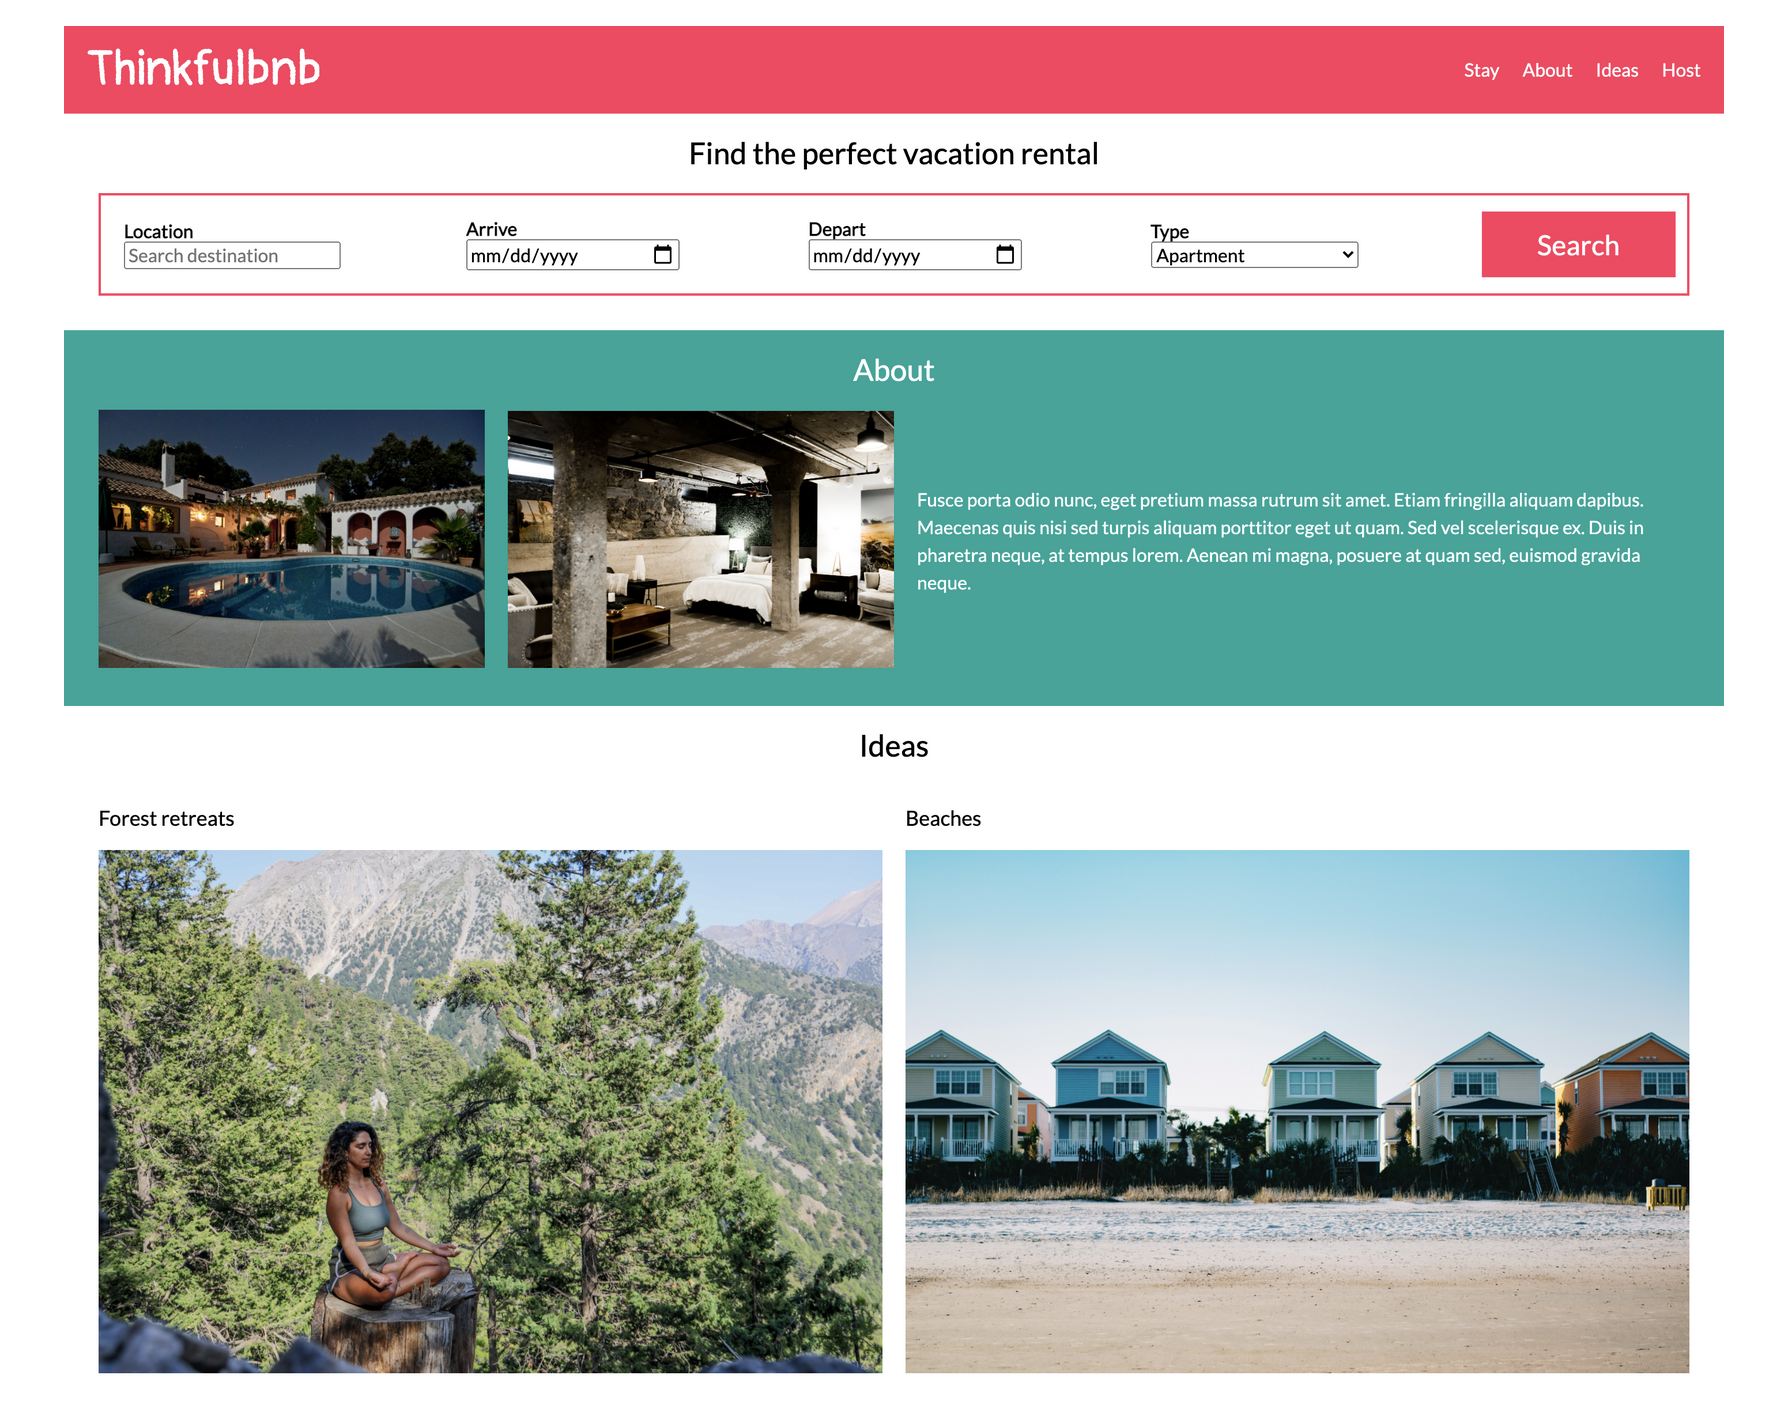 Thinkfulbnb
Stay About Ideas Host
Find the perfect vacation rental
Location
Search destination
Arrive
mm/dd/yyyy
Depart
mm/dd/yyyy
Type
Apartment
Search
About
Fusce porta odio nunc, eget pretium massa rutrum sit amet. Etiam fringilla aliquam dapibus.
Maecenas quis nisi sed turpis aliquam porttitor eget ut quam. Sed vel scelerisque ex. Duis in
pharetra neque, at tempus lorem. Aenean mi magna, posuere at quam sed, euismod gravida
neque.
Ideas
Forest retreats
Beaches